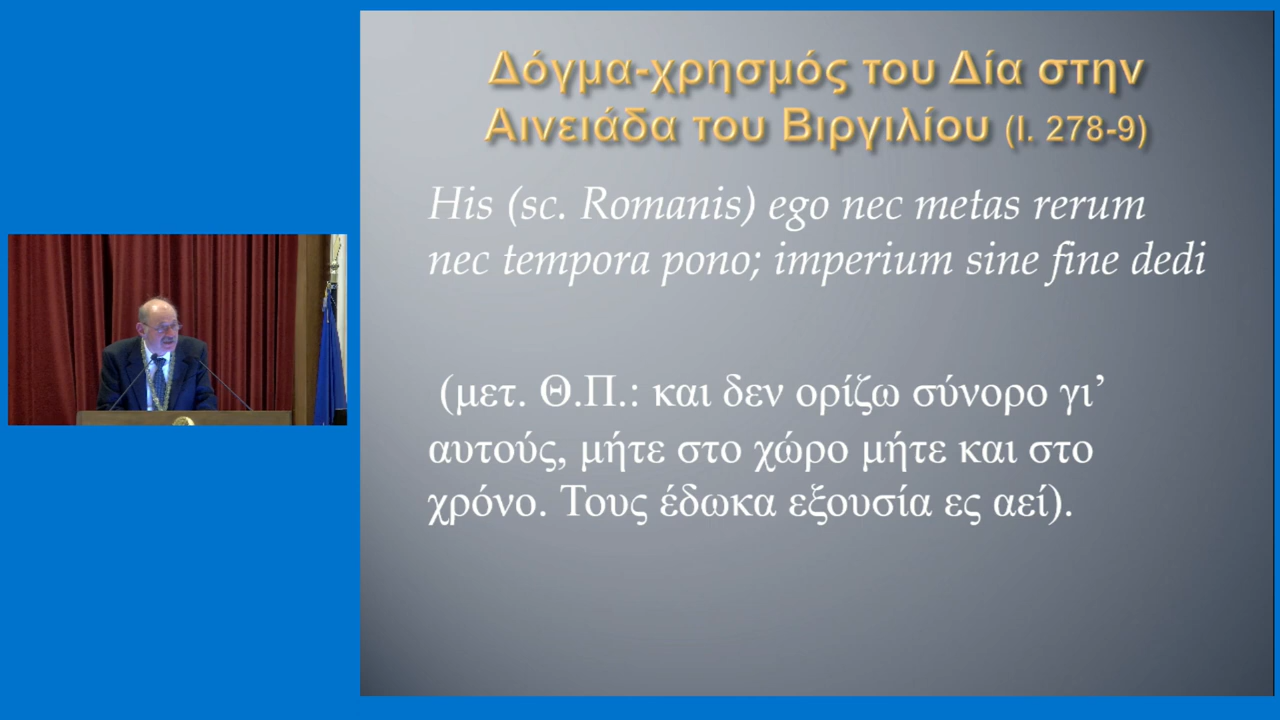 Δόγμα-χρησμός του Δία στην
Αινειάδα του Βιργιλίου (I. 278-9)
His (sc. Romanis) ego nec metas rerum
nec tempora pono; imperium sine fine dedi
(μετ. Θ.Π.: και δεν ορίζω σύνορο γι’
αυτούς, μήτε στο χώρο μήτε και στο
χρόνο. Τους έδωκα εξουσία ες αεί).